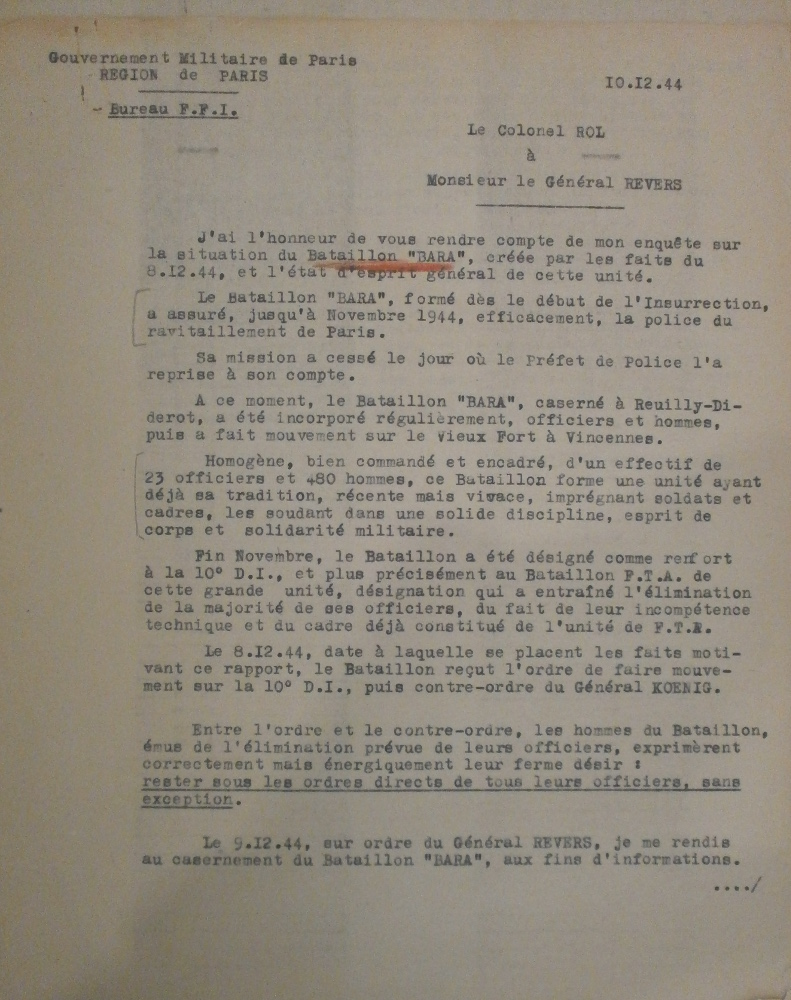 Gouvernement Militaire de Paris
REGION de PARIS
10.I2.44
- Bureau F.F.I.
Le Colonel ROL
à
Monsieur le Général REVERS
J'ai l'honneur de vous rendre compte de mon enquête sur
la situation du Bataillon "BARA", créée par les faits du
8.I2.44, et l'état d'esprit général de cette unité.
Le Bataillon "BARA", formé dès le début de l'Insurrection,
a assuré, jusqu'à Novembre 1944, efficacement, la police du
ravitaillement de Paris.
Sa mission a cessé le jour où le Préfet de Police l'a
reprise à son compte.
A ce moment, le Bataillon "BARA", caserné à Reuilly-Di-
derot, a été incorporé régulièrement, officiers et hommes,
puis a fait mouvement sur le Vieux Fort à Vincennes.
Homogène, bien commandé et encadré, d'un effectif de
23 officiers et 480 hommes, ce Bataillon forme une unité ayant
déjà sa tradition, récente mais vivace, imprégnant soldats et
cadres, les soudant dans une solide discipline, esprit de
corps et solidarité militaire.
Fin Novembre, le Bataillon a été désigné comme renfort
à la 10° D.I., et plus précisément au Bataillon F.T.A. de
cette grande unité, désignation qui a entraîné l'élimination
de la majorité de ses officiers, du fait de leur incompétence
technique et du cadre déjà constitué de l'unité de F.T.A.
Le 8.I2.44, date à laquelle se placent les faits moti-
vant ce rapport, le Bataillon reçut l'ordre de faire mouve-
ment sur la 10° D.I., puis contre-ordre du Général KOENIG.
Entre l'ordre et le contre-ordre, les hommes du Bataillon,
émus de l'élimination prévue de leurs officiers, exprimèrent
correctement mais énergiquement leur ferme désir :
rester sous les ordres directs de tous leurs officiers, sans
exception.
Le 9.I2.44, sur ordre du Général REVERS, je me rendis
au casernement du Bataillon "BARA", aux fins d'informations.
..../